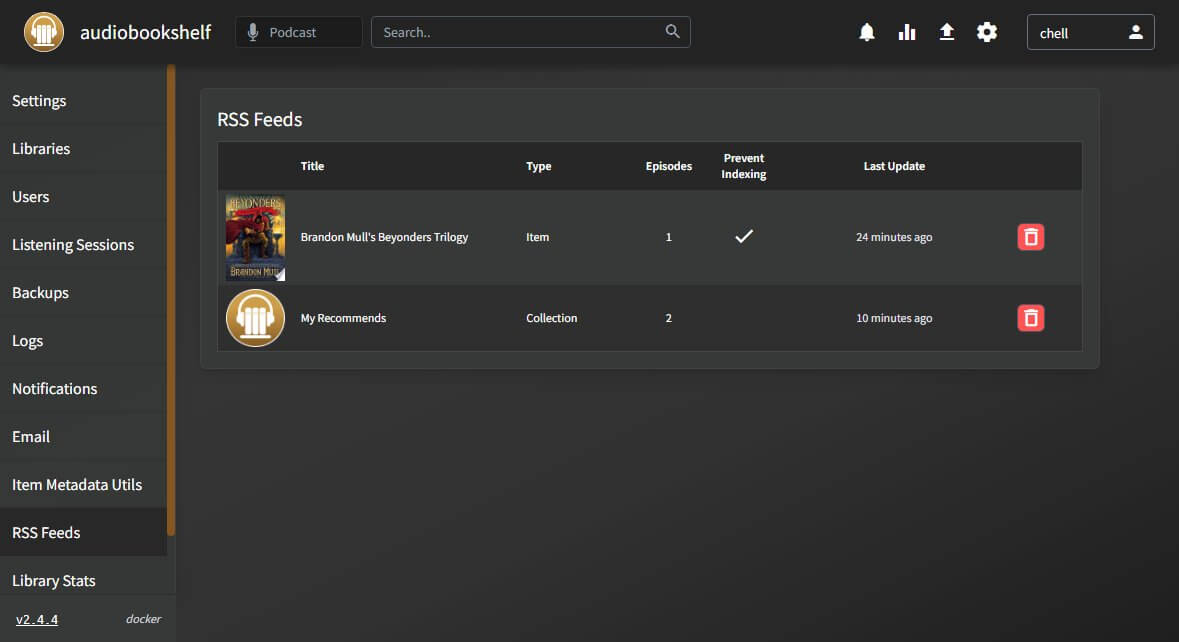 audiobookshelf
Podcast
Search..
chell
Settings
Libraries
Users
Listening Sessions
Backups
Logs
Notifications
Email
Item Metadata Utils
RSS Feeds
Library Stats
v2.4.4
docker
RSS Feeds
Title Type Episodes Prevent Indexing Last Update
BEYONDERS
BRANDON MULL
Brandon Mull's Beyonders Trilogy Item 1 24 minutes ago
My Recommends Collection 2 10 minutes ago